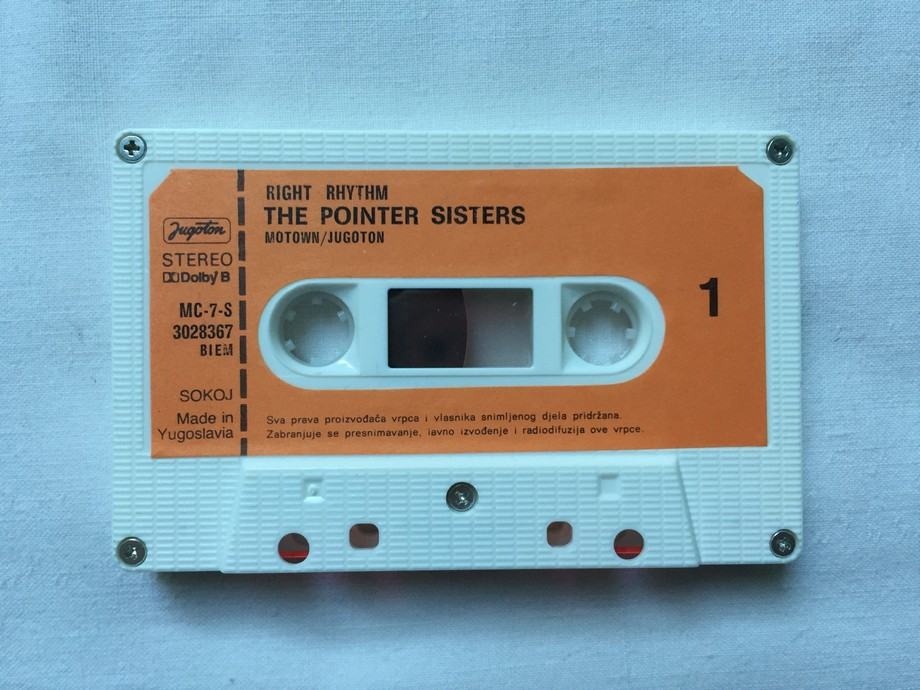 RIGHT RHYTHM
THE POINTER SISTERS
MOTOWN/JUGOTON
Jugoton
STEREO
Dolby B
MC-7-S
3028367
BIEM
SOKOJ
Made in
Yugoslavia
1
Sva prava proizvođača vrpca i vlasnika snimljenog djela pridržana.
Zabranjuje se presnimavanje, iavno izvođenje i radiodifuzija ove vrpce.